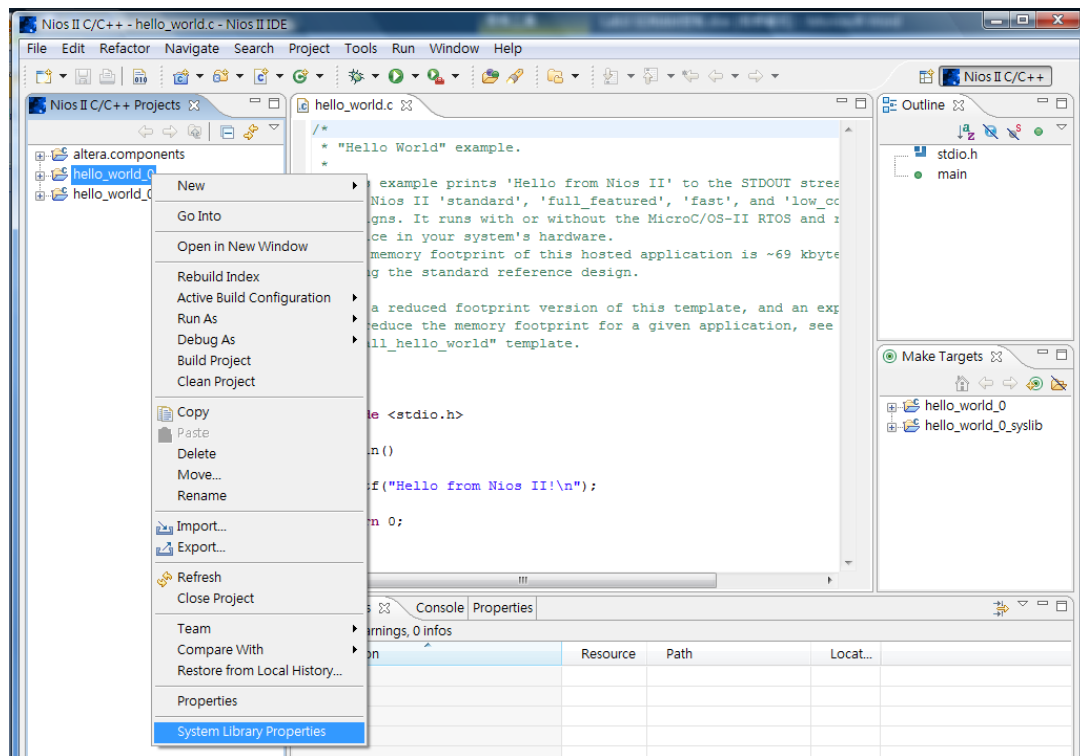 Nios II C/C++ - hello_world.c - Nios II IDE
File Edit Refactor Navigate Search Project Tools Run Window Help
Nios II C/C++
Nios II C/C++ Projects
altera.components
hello_world_0
hello_world_0
New
Go Into
Open in New Window
Rebuild Index
Active Build Configuration
Run As
Debug As
Build Project
Clean Project
Copy
Paste
Delete
Move...
Rename
Import...
Export...
Refresh
Close Project
Team
Compare With
Restore from Local History...
Properties
System Library Properties
hello_world.c
/*
* "Hello World" example.
*
example prints 'Hello from Nios II' to the STDOUT strea
Nios II 'standard', 'full_featured', 'fast', and 'low_co
gns. It runs with or without the MicroC/OS-II RTOS and r
ce in your system's hardware.
memory footprint of this hosted application is ~69 kbyte
g the standard reference design.
a reduced footprint version of this template, and an exp
educe the memory footprint for a given application, see
ll_hello_world" template.
de <stdio.h>
n()
f("Hello from Nios II!\n");
n 0;
Outline
stdio.h
main
Make Targets
hello_world_0
hello_world_0_syslib
Console Properties
arnings, 0 infos
on Resource Path Locat...